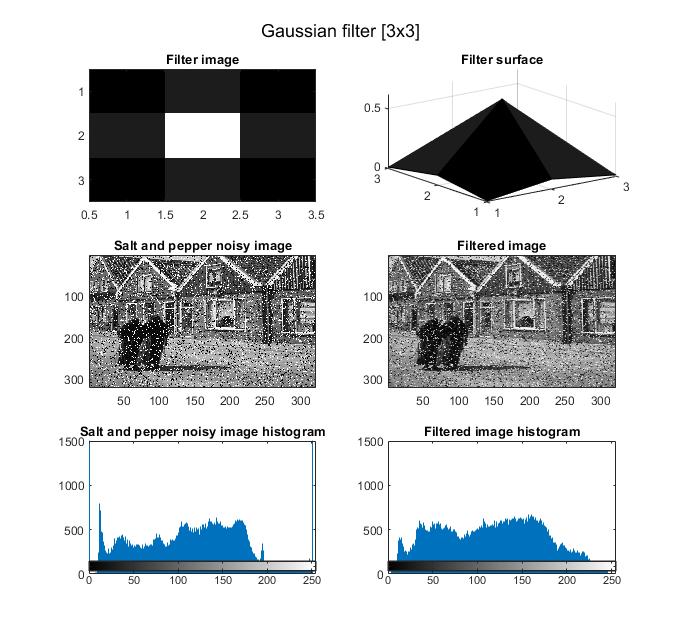 Gaussian filter [3x3]
Filter image
1
2
3
0.5 1 1.5 2 2.5 3 3.5
Filter surface
0.5
0
3
2
1
1
2
3
Salt and pepper noisy image
100
200
300
50 100 150 200 250 300
Filtered image
100
200
300
50 100 150 200 250 300
Salt and pepper noisy image histogram
1500
1000
500
0
0 50 100 150 200 250
Filtered image histogram
1500
1000
500
0
0 50 100 150 200 250